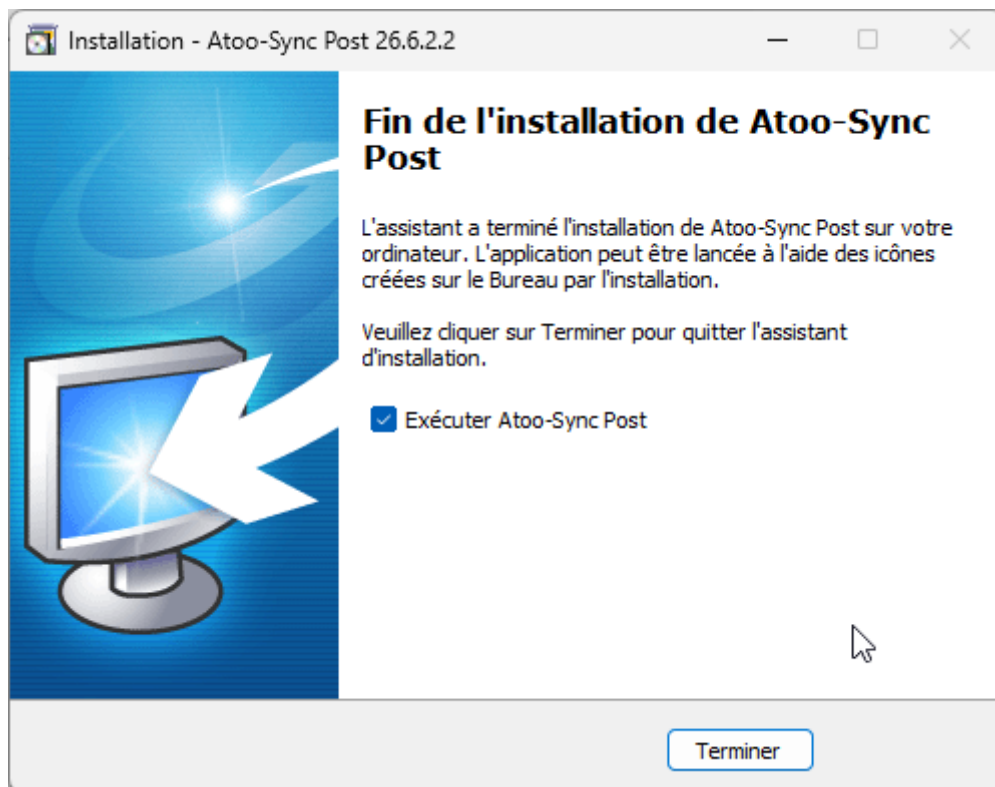 Installation - Atoo-Sync Post 26.6.2.2
Fin de l'installation de Atoo-Sync
Post
L'assistant a terminé l'installation de Atoo-Sync Post sur votre
ordinateur. L'application peut être lancée à l'aide des icônes
créées sur le Bureau par l'installation.
Veuillez cliquer sur Terminer pour quitter l'assistant
d'installation.
Exécuter Atoo-Sync Post
Terminer